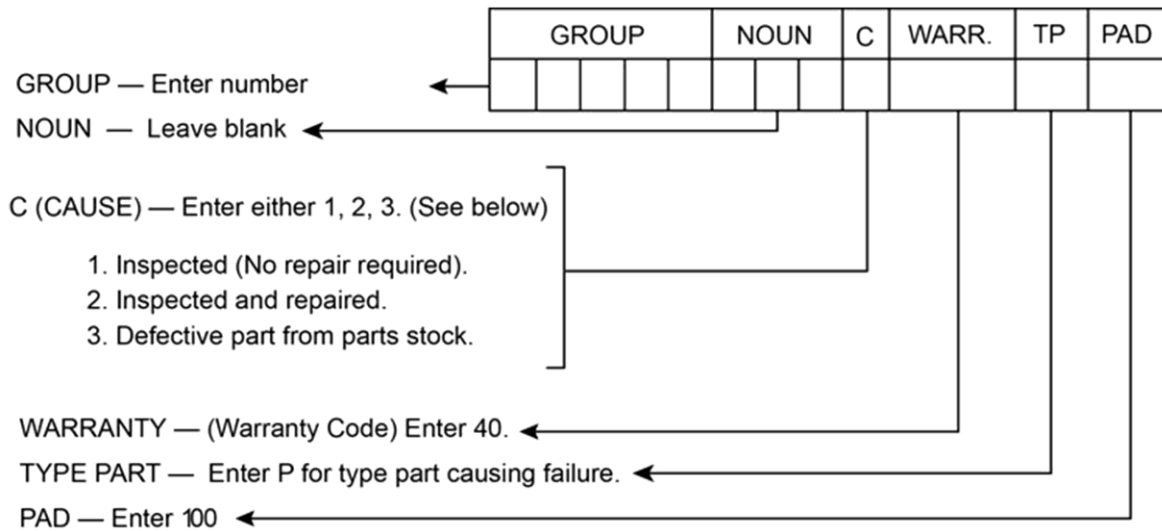 GROUP NOUN C WARR. TP PAD
GROUP — Enter number
NOUN — Leave blank
C (CAUSE) — Enter either 1, 2, 3. (See below)
1. Inspected (No repair required).
2. Inspected and repaired.
3. Defective part from parts stock.
WARRANTY — (Warranty Code) Enter 40.
TYPE PART — Enter P for type part causing failure.
PAD — Enter 100